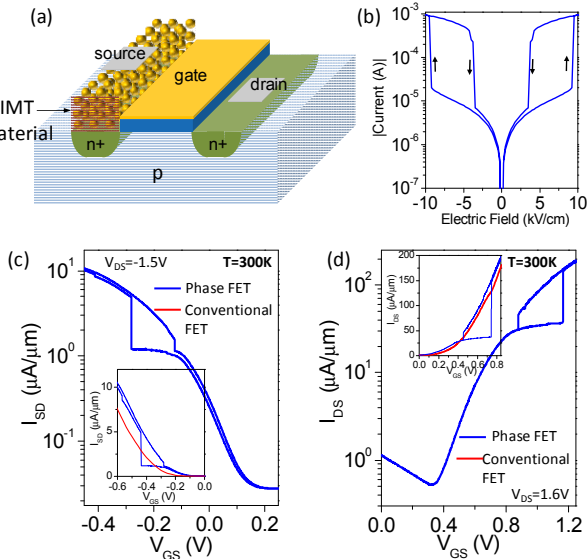 (a)
source
gate
drain
IMT
material
n+
n+
p
(b)
|Current (A)|
10⁻³
10⁻⁴
10⁻⁵
10⁻⁶
10⁻⁷
-10 -5 0 5 10
Electric Field (kV/cm)
(c)
V_DS=-1.5V
T=300K
Phase FET
Conventional
FET
I_SD (µA/µm)
10¹
10⁰
10⁻¹
I_SD (µA/µm)
10
5
0
-0.6 -0.4 -0.2 0.0
V_GS (V)
-0.4 -0.2 0.0 0.2
V_GS (V)
(d)
T=300K
I_DS (µA/µm)
10²
10¹
10⁰
I_DS (µA/µm)
200
150
100
50
0
0.0 0.2 0.4 0.6 0.8
V_GS (V)
Phase FET
Conventional
FET
V_DS=1.6V
0.0 0.4 0.8 1.2
V_GS (V)